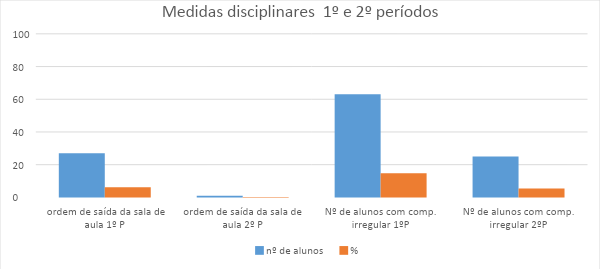 Medidas disciplinares 1º e 2º períodos
100
80
60
40
20
0
ordem de saída da sala de
aula 1º P
ordem de saída da sala de
aula 2º P
Nº de alunos com comp.
irregular 1ºP
Nº de alunos com comp.
irregular 2ºP
nº de alunos
%